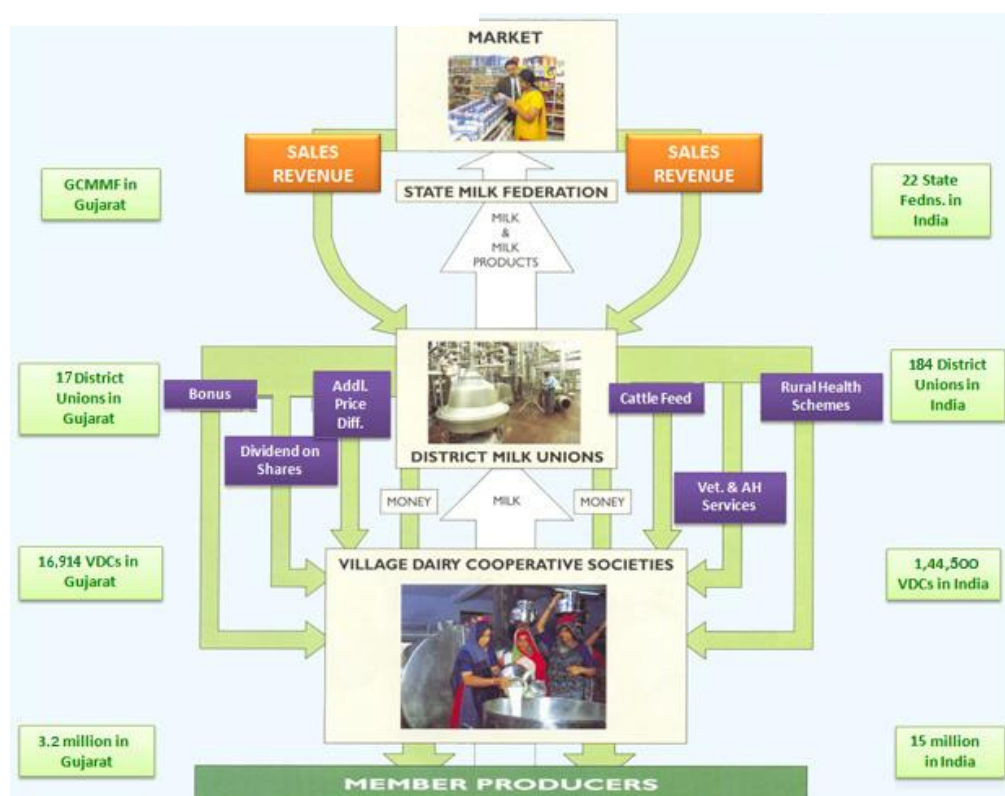 MARKET
SALES
REVENUE
SALES
REVENUE
GCMMF in
Gujarat
STATE MILK FEDERATION
22 State
Fedns. in
India
MILK
&
MILK
PRODUCTS
17 District
Unions in
Gujarat
Bonus
Addl.
Price
Diff.
Dividend on
Shares
Cattle Feed
Rural Health
Schemes
184 District
Unions in
India
DISTRICT MILK UNIONS
Vet. & AH
Services
MONEY
MILK
MONEY
16,914 VDCs in
Gujarat
VILLAGE DAIRY COOPERATIVE SOCIETIES
1,44,500
VDCs in India
3.2 million in
Gujarat
15 million
in India
MEMBER PRODUCERS